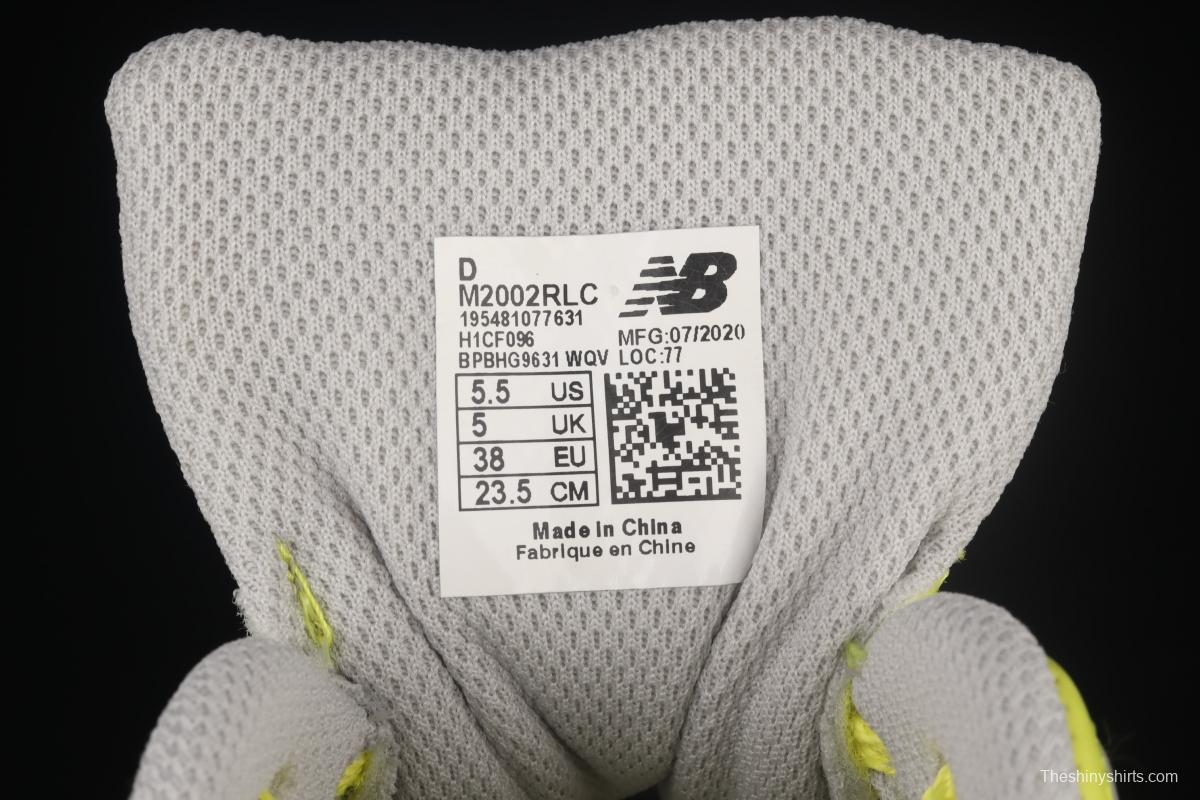 D
M2002RLC
195481077631
H1CF096
BPBHG9631 WQV
NB
MFG:07/2020
LOC:77
5.5 US
5 UK
38 EU
23.5 CM
Made in China
Fabrique en Chine
Theshinyshirts.com